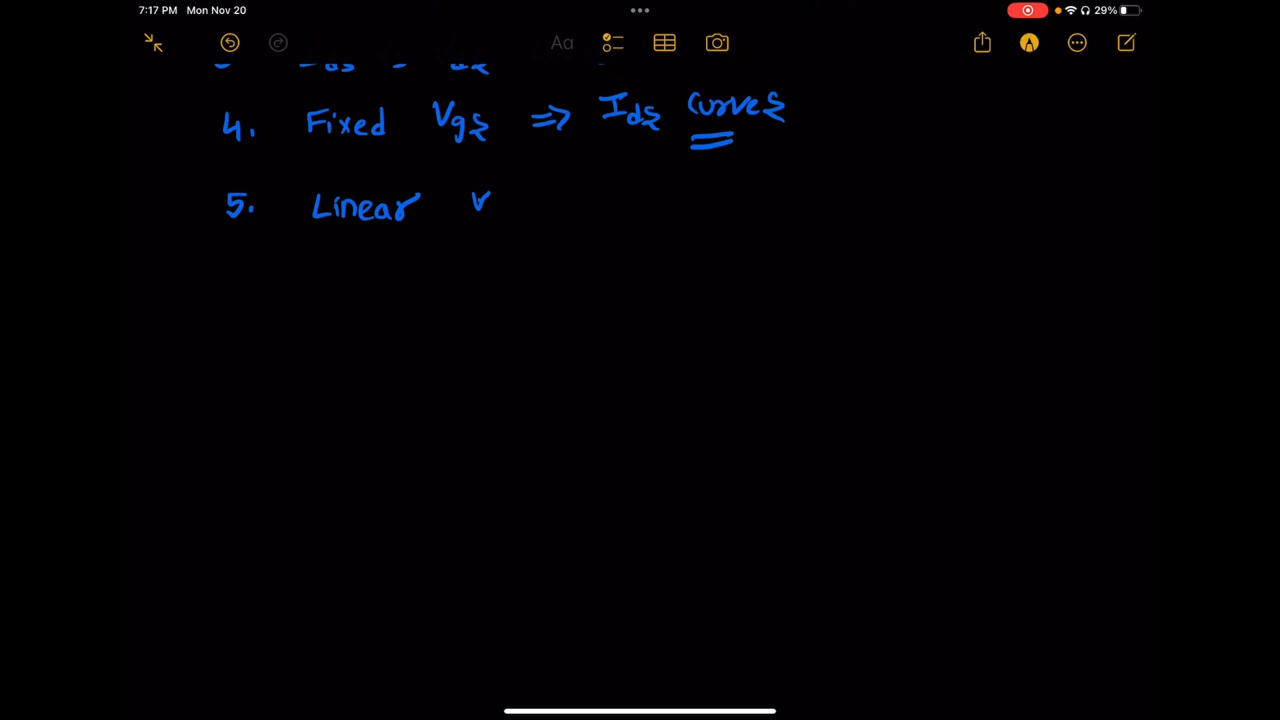 7:17 PM Mon Nov 20
29%
Aa
4. Fixed Vgs => Ids curves
5. Linear v